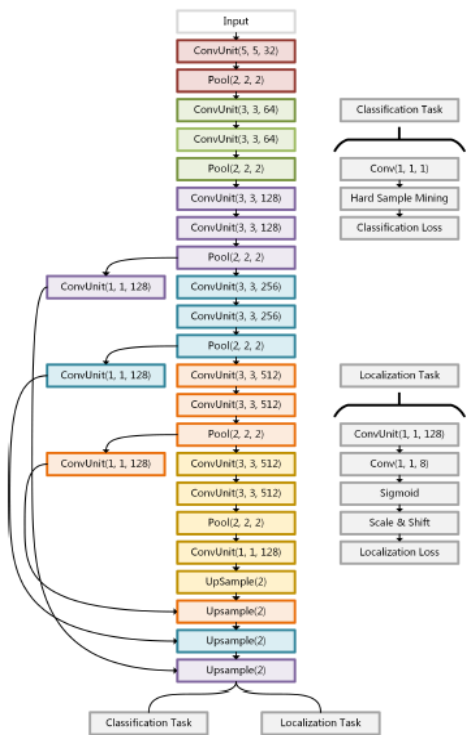 Input
ConvUnit(5, 5, 32)
Pool(2, 2, 2)
ConvUnit(3, 3, 64)
ConvUnit(3, 3, 64)
Pool(2, 2, 2)
ConvUnit(3, 3, 128)
ConvUnit(3, 3, 128)
Pool(2, 2, 2)
ConvUnit(1, 1, 128)
ConvUnit(3, 3, 256)
ConvUnit(3, 3, 256)
Pool(2, 2, 2)
ConvUnit(1, 1, 128)
ConvUnit(3, 3, 512)
ConvUnit(3, 3, 512)
Pool(2, 2, 2)
ConvUnit(1, 1, 128)
ConvUnit(3, 3, 512)
ConvUnit(3, 3, 512)
Pool(2, 2, 2)
ConvUnit(1, 1, 128)
UpSample(2)
Upsample(2)
Upsample(2)
Upsample(2)
Classification Task
Localization Task
Classification Task
Conv(1, 1, 1)
Hard Sample Mining
Classification Loss
Localization Task
ConvUnit(1, 1, 128)
Conv(1, 1, 8)
Sigmoid
Scale & Shift
Localization Loss